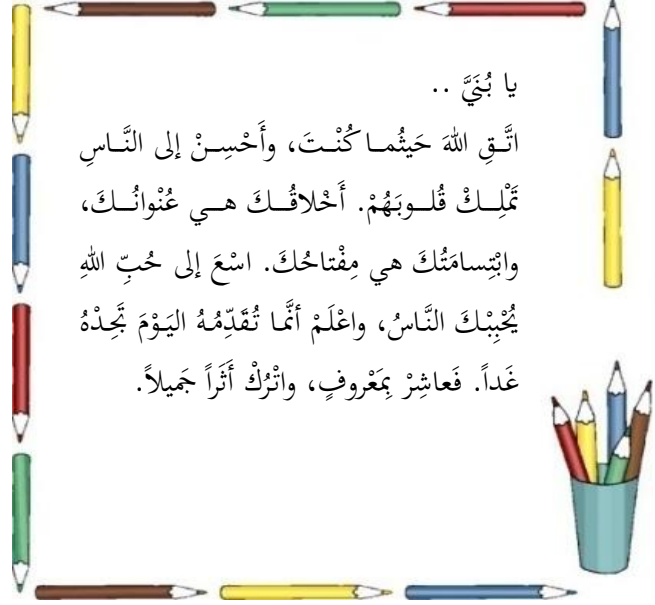 يا بُنَيَّ ..
اتَّقِ اللهَ حَيثُما كُنْتَ، وأَحْسِنْ إلى النَّاسِ
تَمْلِكْ قُلوبَهُمْ. أَخْلاقُكَ هي عُنْوانُكَ،
وابْتِسامَتُكَ هي مِفْتاحُكَ. اسْعَ إلى حُبِّ اللهِ
يُحْبِبْكَ النَّاسُ، واعْلَمْ أنَّما تُقَدِّمُهُ اليَوْمَ تَجِدْهُ
غَداً. فَعاشِرْ بِمَعْروفٍ، واتْرُكْ أَثَراً جَميلاً.